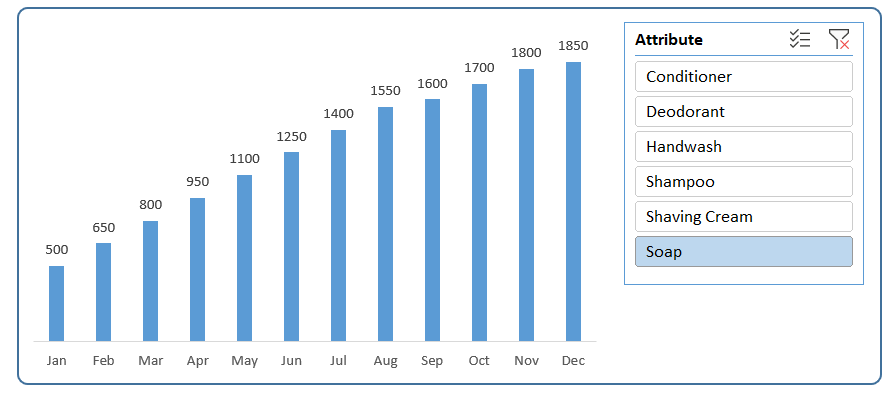 1850
1800
1700
1600
1550
1400
1250
1100
950
800
650
500
Jan Feb Mar Apr May Jun Jul Aug Sep Oct Nov Dec
Attribute
Conditioner
Deodorant
Handwash
Shampoo
Shaving Cream
Soap